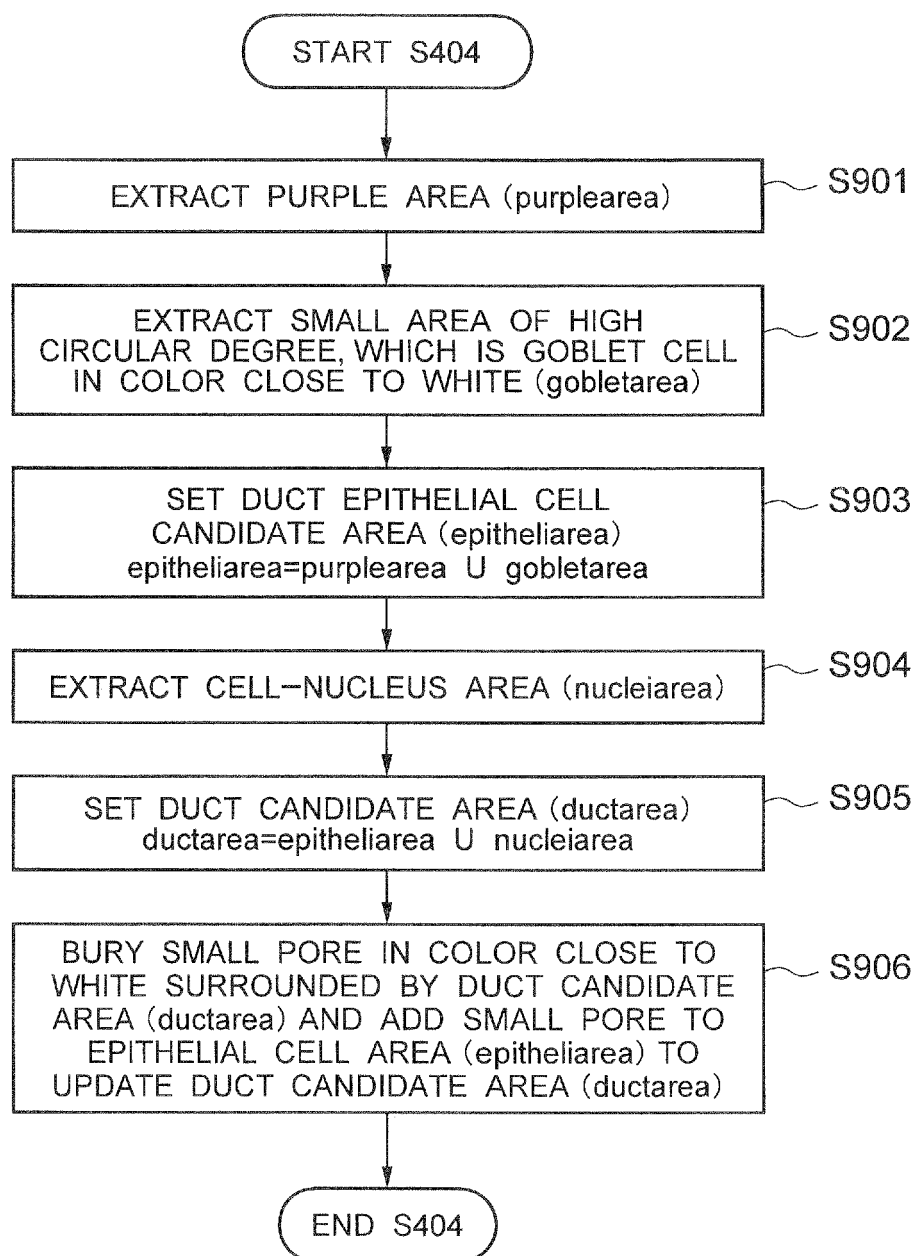 START S404
EXTRACT PURPLE AREA (purplearea)
S901
EXTRACT SMALL AREA OF HIGH
CIRCULAR DEGREE, WHICH IS GOBLET CELL
IN COLOR CLOSE TO WHITE (gobletarea)
S902
SET DUCT EPITHELIAL CELL
CANDIDATE AREA (epitheliarea)
epitheliarea=purplearea U gobletarea
S903
EXTRACT CELL-NUCLEUS AREA (nucleiarea)
S904
SET DUCT CANDIDATE AREA (ductarea)
ductarea=epitheliarea U nucleiarea
S905
BURY SMALL PORE IN COLOR CLOSE TO
WHITE SURROUNDED BY DUCT CANDIDATE
AREA (ductarea) AND ADD SMALL PORE TO
EPITHELIAL CELL AREA (epitheliarea) TO
UPDATE DUCT CANDIDATE AREA (ductarea)
S906
END S404